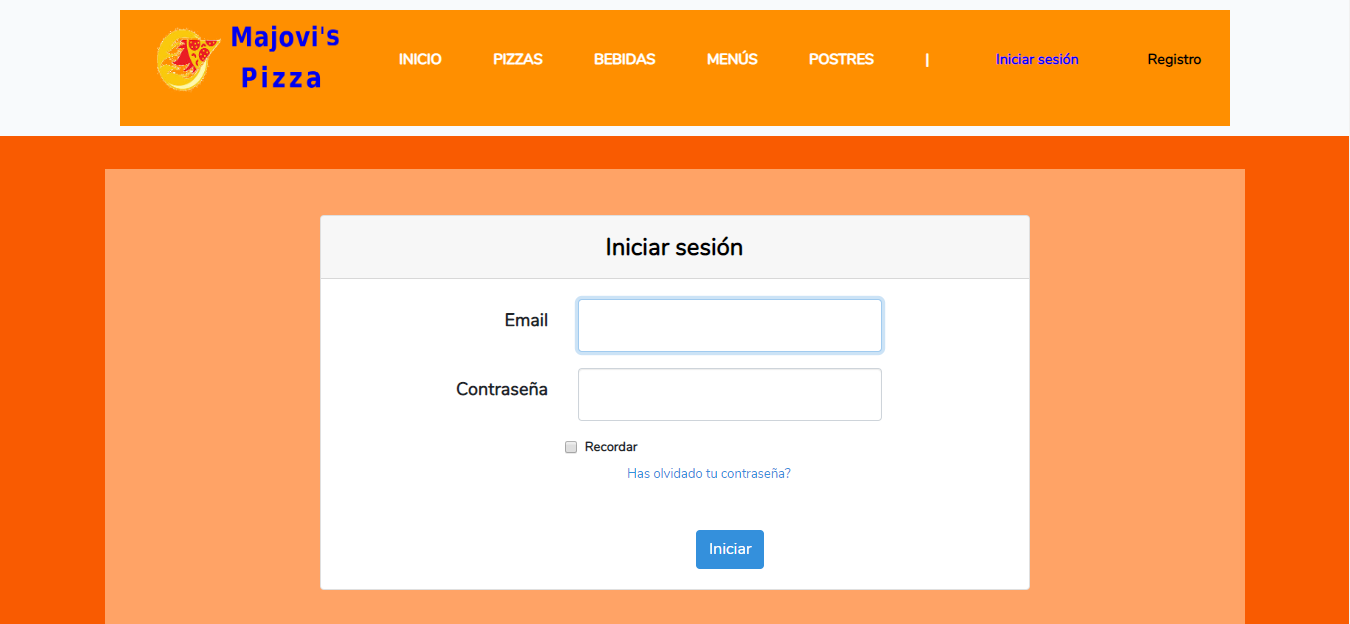 Majovi's
Pizza
INICIO PIZZAS BEBIDAS MENÚS POSTRES | Iniciar sesión Registro
Iniciar sesión
Email
Contraseña
Recordar
Has olvidado tu contraseña?
Iniciar